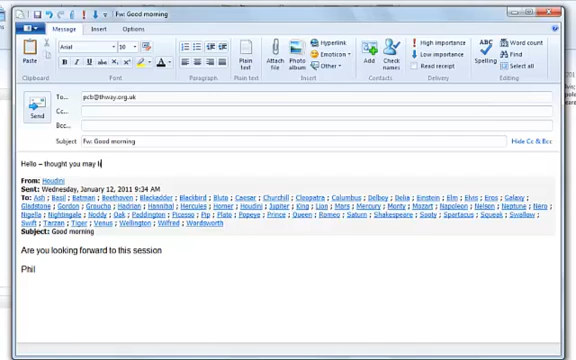 Fw: Good morning
Message
Insert
Options
Arial
10
Paste
Plain text
Attach file
Photo album
Hyperlink
Emoticon
Other
Add
Check names
High importance
Low importance
Read receipt
Spelling
Word count
Find
Select all
Clipboard
Font
Paragraph
Plain text
Insert
Contacts
Delivery
Editing
Send
To...
pcb@thway.org.uk
Cc...
Bcc...
Subject
Fw: Good morning
Hide Cc & Bcc
Hello – thought you may li
From: Houdini
Sent: Wednesday, January 12, 2011 9:34 AM
To: Ash ; Basil ; Batman ; Beethoven ; Blackadder ; Blackbird ; Bluto ; Caesar ; Churchill ; Cleopatra ; Colombo ; Delboy ; Delia ; Einstein ; Elm ; Elvis ; Eros ; Galaxy ;
Gladstone ; Gordon ; Groucho ; Hadrian ; Hannibal ; Hercules ; Homer ; Houdini ; Jupiter ; King ; Lion ; Mars ; Mercury ; Monty ; Mozart ; Napoleon ; Nelson ; Neptune ; Nero ;
Nigella ; Nightingale ; Noddy ; Oak ; Paddington ; Picasso ; Pip ; Plato ; Popeye ; Prince ; Queen ; Romeo ; Saturn ; Shakespeare ; Sooty ; Spartacus ; Squeak ; Swallow ;
Swift ; Tarzan ; Tiger ; Venus ; Wellington ; Wilfred ; Wordsworth
Subject: Good morning
Are you looking forward to this session
Phil